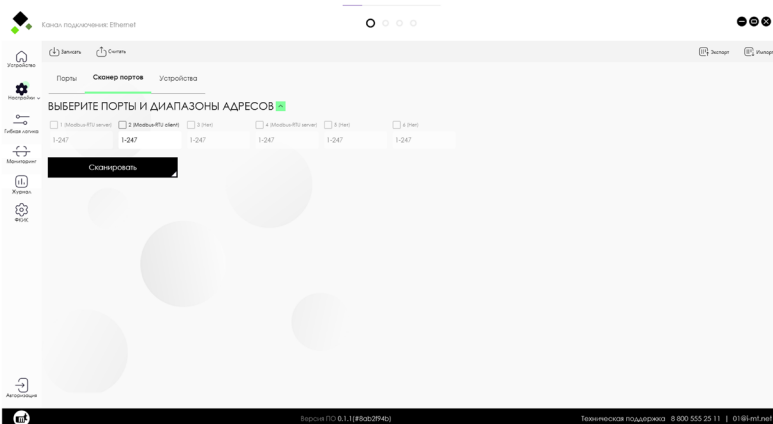 Канал подключения: Ethernet
Записать Считать Экспорт Импорт
Устройство
Настройки
Гибкая логика
Мониторинг
Журнал
ФЮИ
Авторизация
Порты Сканер портов Устройства
ВЫБЕРИТЕ ПОРТЫ И ДИАПАЗОНЫ АДРЕСОВ
1 (Modbus-RTU server) 2 (Modbus-RTU client) 3 (Нет) 4 (Modbus-RTU server) 5 (Нет) 6 (Нет)
1-247 1-247 1-247 1-247 1-247 1-247
Сканировать
Версия ПО 0.1.1(#8ab2f94b)
Техническая поддержка 8 800 555 25 11 | 01@i-mt.net